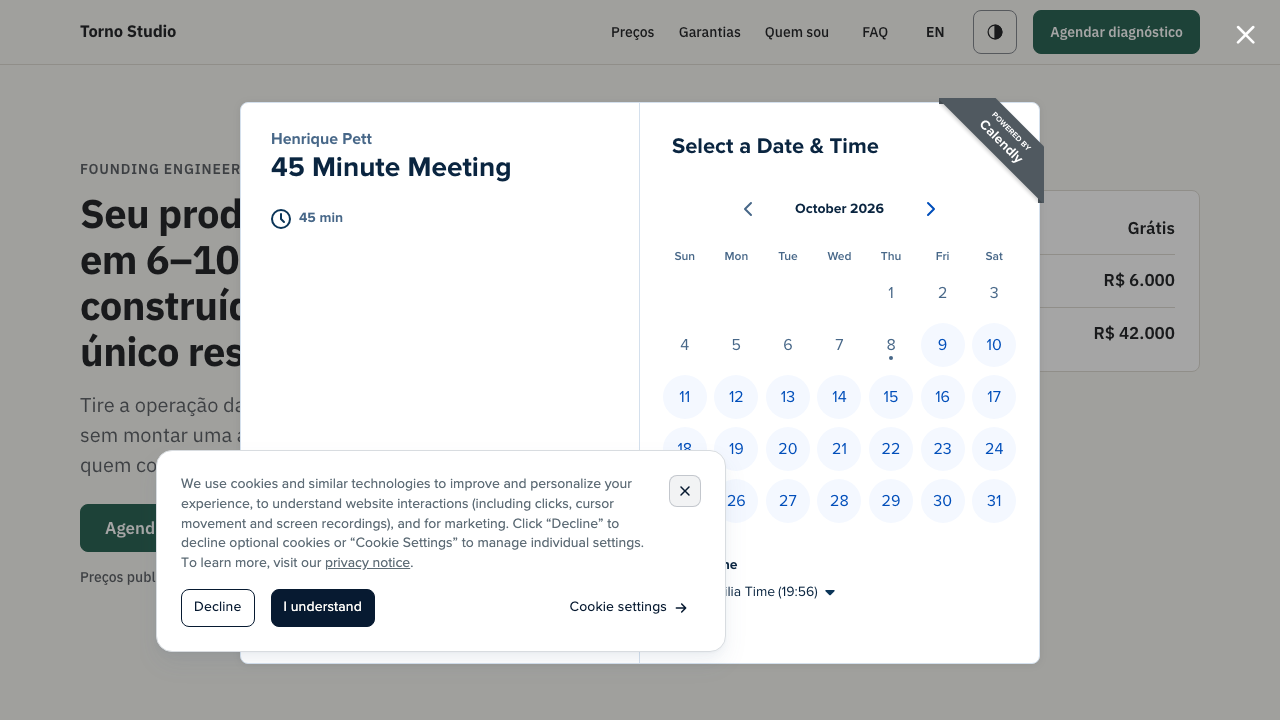 Torno Studio
Preços
Garantias
Quem sou
FAQ
EN
Agendar diagnóstico
FOUNDING ENGINEER
Seu prod
em 6–10
construíd
único res
Tire a operação da
sem montar uma
quem co
Agend
Preços publ
Grátis
R$ 6.000
R$ 42.000
Henrique Pett
45 Minute Meeting
45 min
POWERED BY
Calendly
Select a Date & Time
October 2026
Sun Mon Tue Wed Thu Fri Sat
1 2 3
4 5 6 7 8 9 10
11 12 13 14 15 16 17
18 19 20 21 22 23 24
26 27 28 29 30 31
ne
ilia Time (19:56)
We use cookies and similar technologies to improve and personalize your
experience, to understand website interactions (including clicks, cursor
movement and screen recordings), and for marketing. Click “Decline” to
decline optional cookies or “Cookie Settings” to manage individual settings.
To learn more, visit our privacy notice.
Decline
I understand
Cookie settings